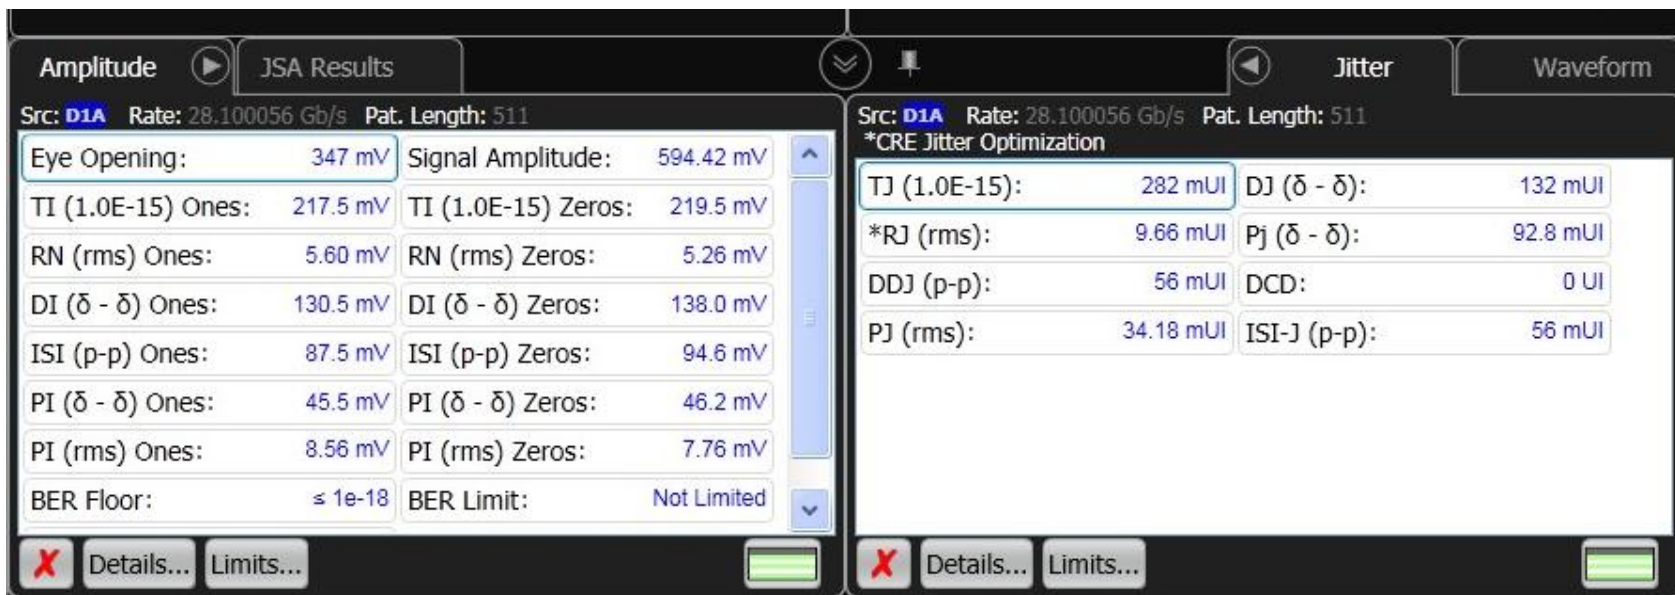 Amplitude JSA Results
Src: D1A Rate: 28.100056 Gb/s Pat. Length: 511
Eye Opening: 347 mV Signal Amplitude: 594.42 mV
TI (1.0E-15) Ones: 217.5 mV TI (1.0E-15) Zeros: 219.5 mV
RN (rms) Ones: 5.60 mV RN (rms) Zeros: 5.26 mV
DI (δ - δ) Ones: 130.5 mV DI (δ - δ) Zeros: 138.0 mV
ISI (p-p) Ones: 87.5 mV ISI (p-p) Zeros: 94.6 mV
PI (δ - δ) Ones: 45.5 mV PI (δ - δ) Zeros: 46.2 mV
PI (rms) Ones: 8.56 mV PI (rms) Zeros: 7.76 mV
BER Floor: ≤ 1e-18 BER Limit: Not Limited
Details... Limits...
Jitter Waveform
Src: D1A Rate: 28.100056 Gb/s Pat. Length: 511
*CRE Jitter Optimization
TJ (1.0E-15): 282 mUI DJ (δ - δ): 132 mUI
*RJ (rms): 9.66 mUI Pj (δ - δ): 92.8 mUI
DDJ (p-p): 56 mUI DCD: 0 UI
PJ (rms): 34.18 mUI ISI-J (p-p): 56 mUI
Details... Limits...